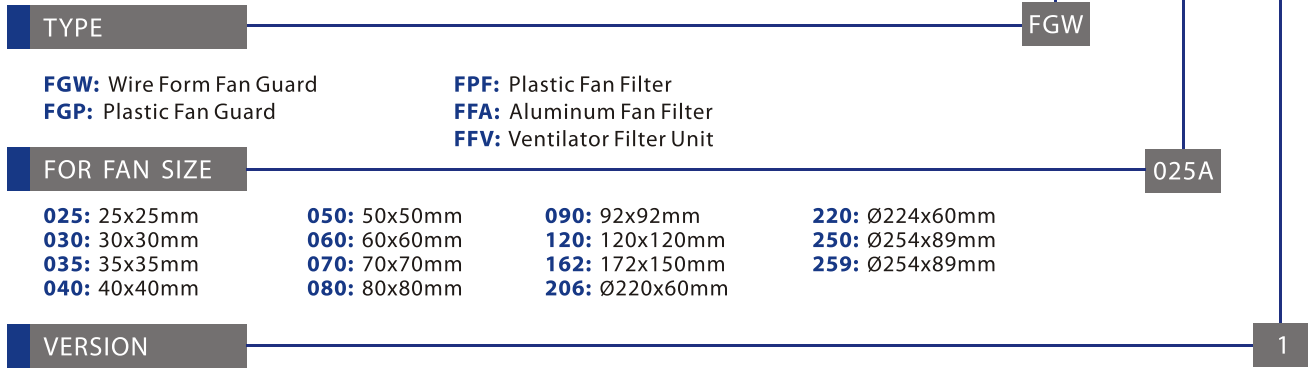 TYPE FGW
FGW: Wire Form Fan Guard FPF: Plastic Fan Filter
FGP: Plastic Fan Guard FFA: Aluminum Fan Filter
FFV: Ventilator Filter Unit
FOR FAN SIZE 025A
025: 25x25mm 050: 50x50mm 090: 92x92mm 220: Ø224x60mm
030: 30x30mm 060: 60x60mm 120: 120x120mm 250: Ø254x89mm
035: 35x35mm 070: 70x70mm 162: 172x150mm 259: Ø254x89mm
040: 40x40mm 080: 80x80mm 206: Ø220x60mm
VERSION 1